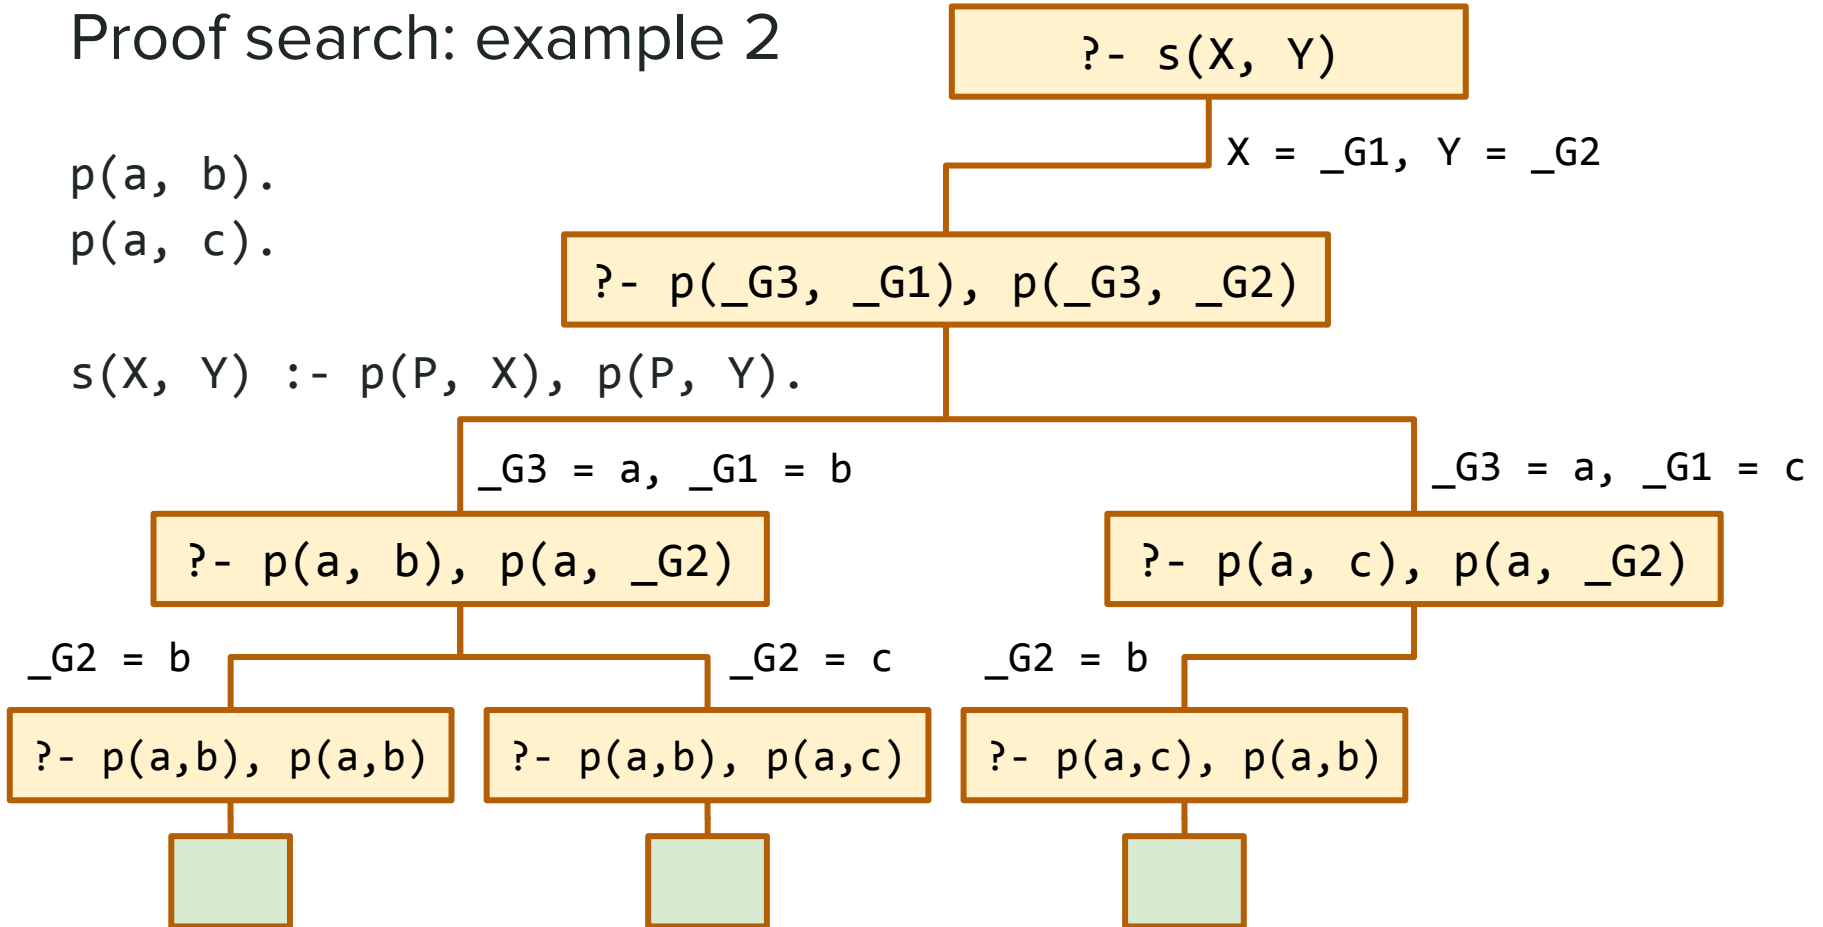 Proof search: example 2
?- s(X, Y)
X = _G1, Y = _G2
p(a, b).
p(a, c).
?- p(_G3, _G1), p(_G3, _G2)
s(X, Y) :- p(P, X), p(P, Y).
_G3 = a, _G1 = b
_G3 = a, _G1 = c
?- p(a, b), p(a, _G2)
?- p(a, c), p(a, _G2)
_G2 = b
_G2 = c
_G2 = b
?- p(a,b), p(a,b)
?- p(a,b), p(a,c)
?- p(a,c), p(a,b)